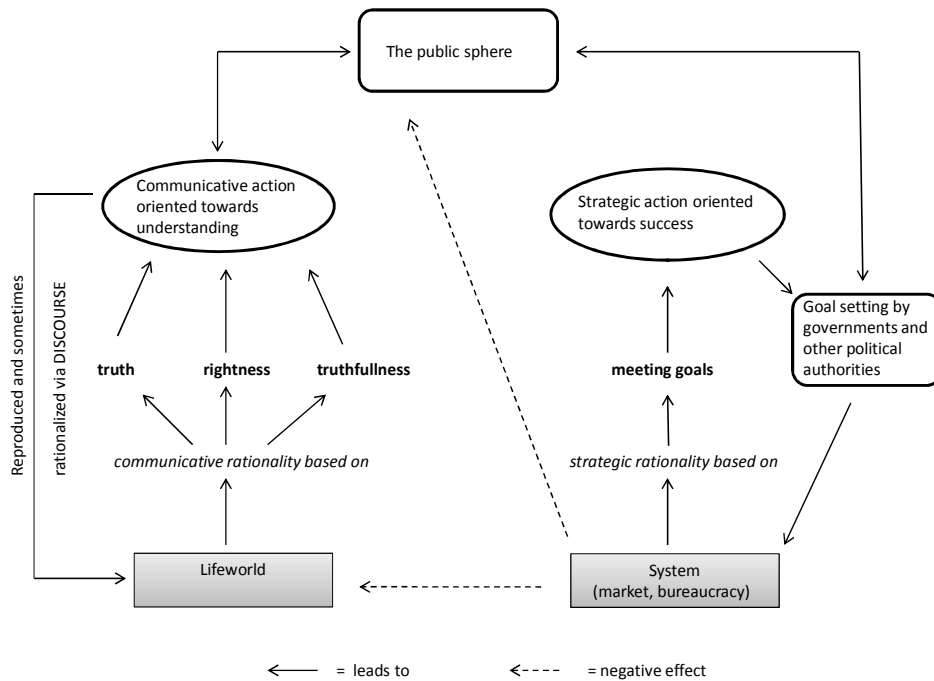 The public sphere
Communicative action
oriented towards
understanding
Strategic action oriented
towards success
Reproduced and sometimes
rationalized via DISCOURSE
Goal setting by
governments and
other political
authorities
truth
rightness
truthfullness
meeting goals
communicative rationality based on
strategic rationality based on
Lifeworld
System
(market, bureaucracy)
= leads to
= negative effect